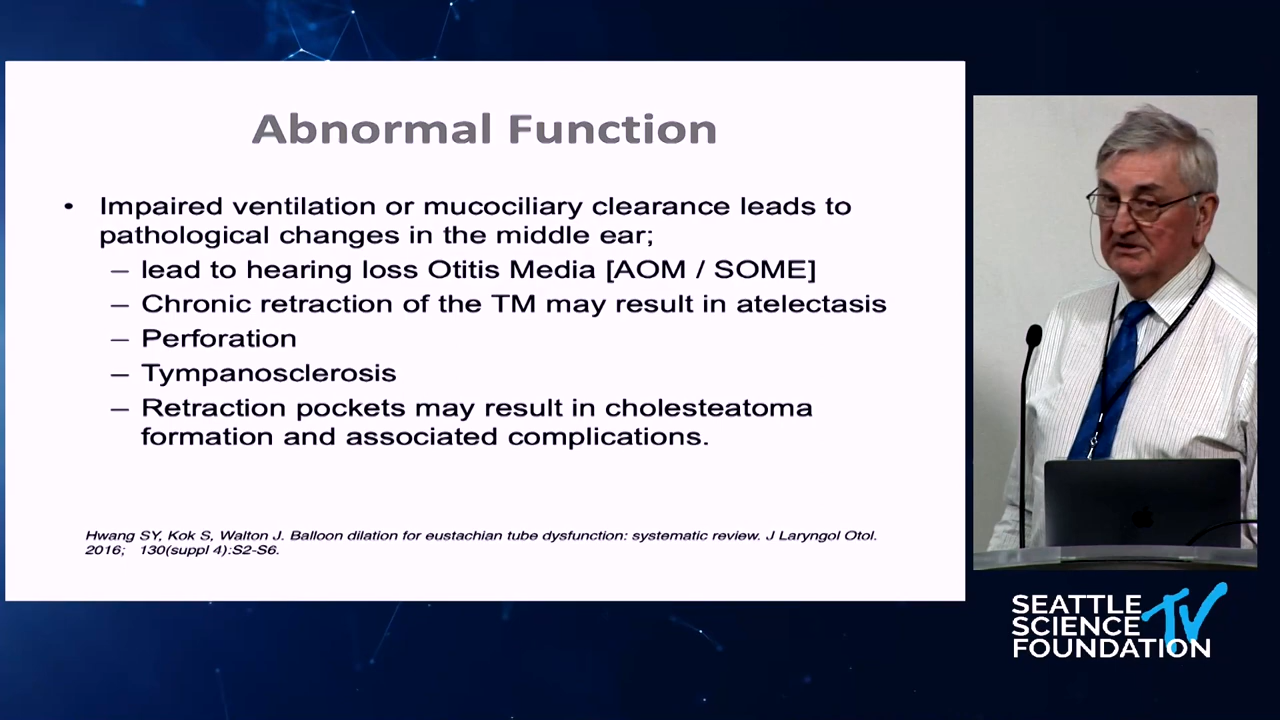 Abnormal Function
• Impaired ventilation or mucociliary clearance leads to
pathological changes in the middle ear;
– lead to hearing loss Otitis Media [AOM / SOME]
– Chronic retraction of the TM may result in atelectasis
– Perforation
– Tympanosclerosis
– Retraction pockets may result in cholesteatoma
formation and associated complications.
Hwang SY, Kok S, Walton J. Balloon dilation for eustachian tube dysfunction: systematic review. J Laryngol Otol.
2016; 130(suppl 4):S2-S6.
SEATTLE
SCIENCE TV
FOUNDATION